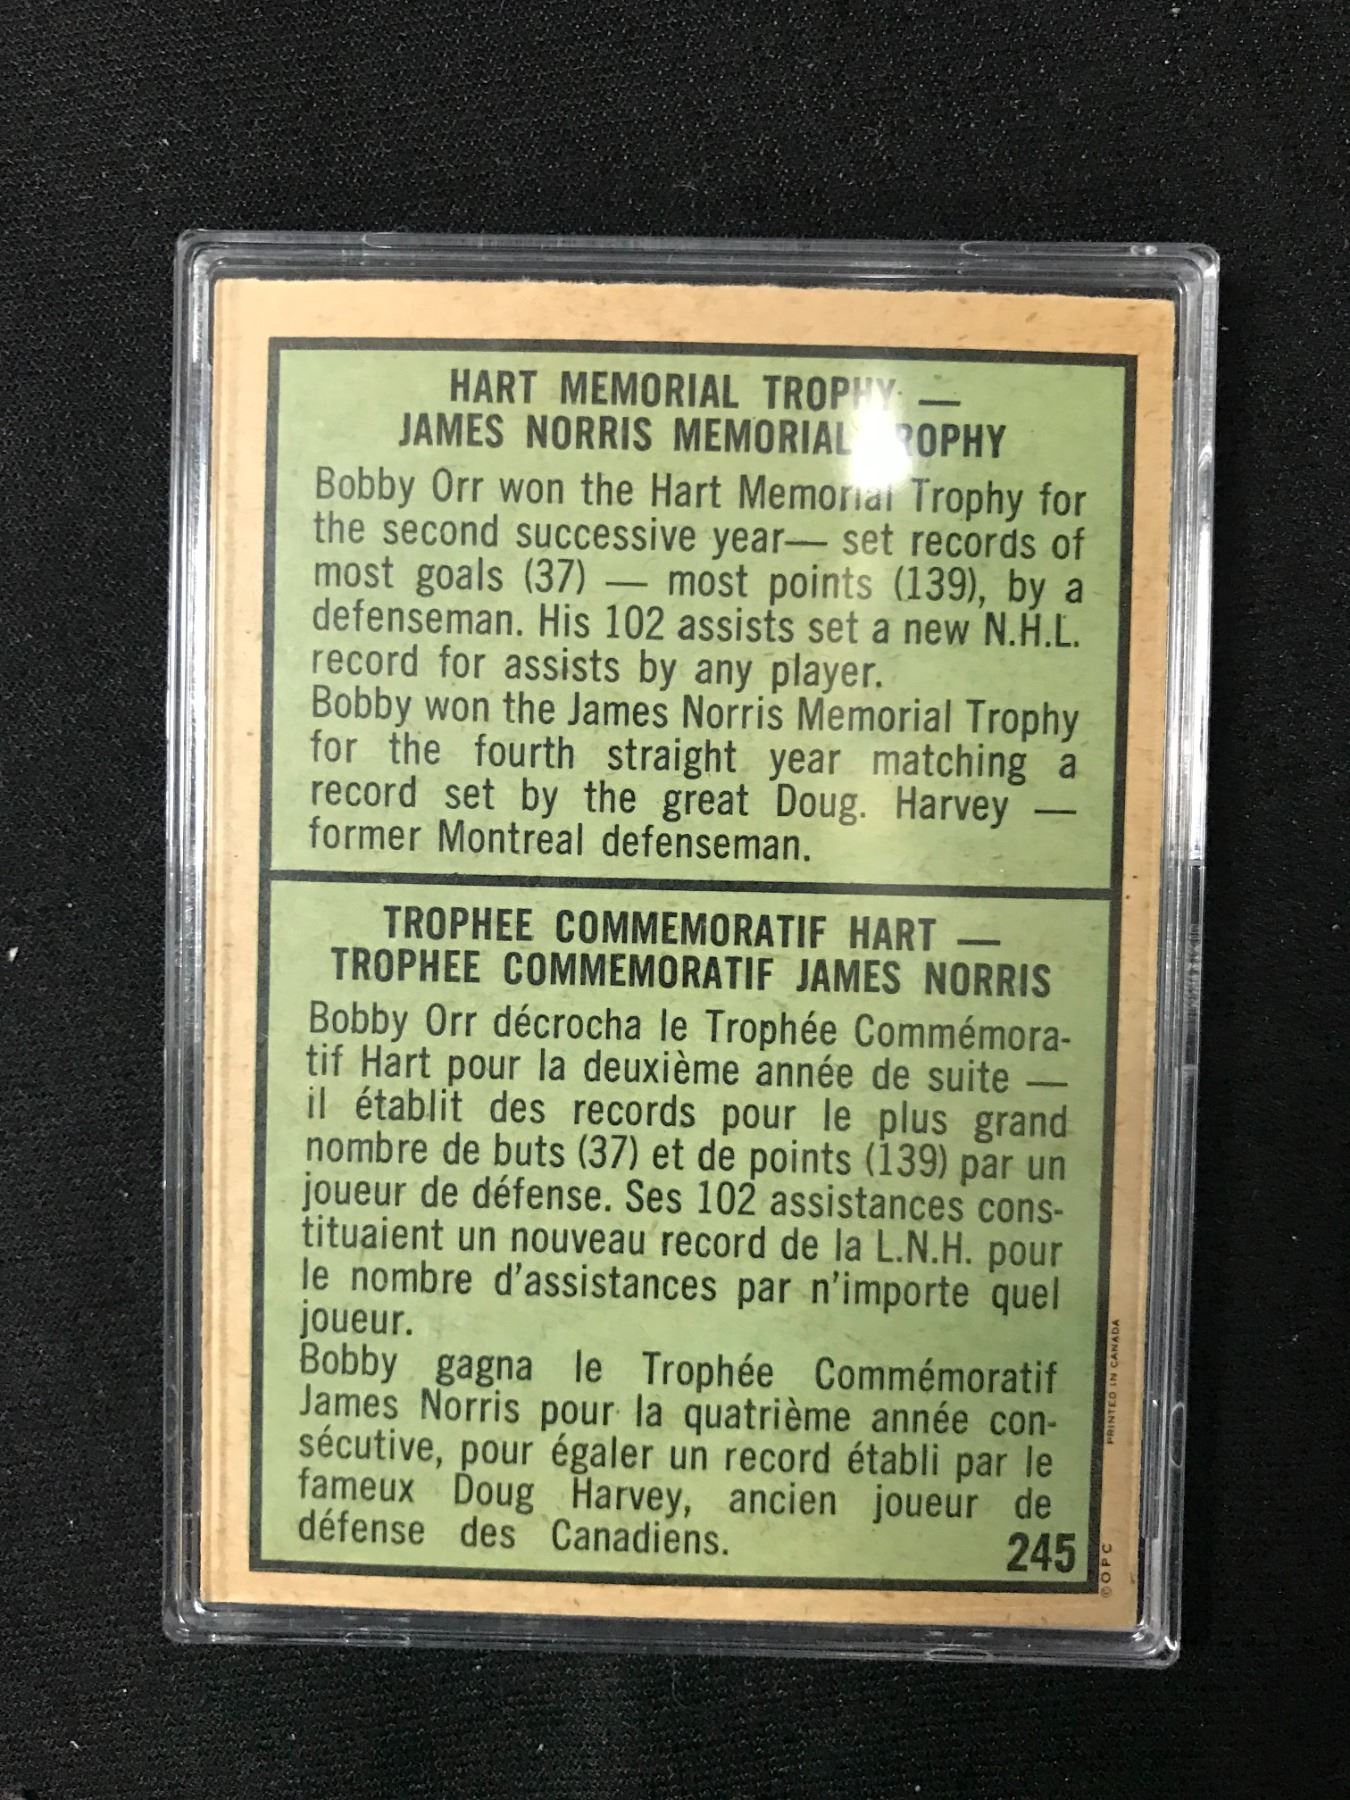 HART MEMORIAL TROPHY —
JAMES NORRIS MEMORIAL TROPHY
Bobby Orr won the Hart Memorial Trophy for
the second successive year— set records of
most goals (37) — most points (139), by a
defenseman. His 102 assists set a new N.H.L.
record for assists by any player.
Bobby won the James Norris Memorial Trophy
for the fourth straight year matching a
record set by the great Doug. Harvey —
former Montreal defenseman.
TROPHEE COMMEMORATIF HART —
TROPHEE COMMEMORATIF JAMES NORRIS
Bobby Orr décrocha le Trophée Commémora-
tif Hart pour la deuxième année de suite —
il établit des records pour le plus grand
nombre de buts (37) et de points (139) par un
joueur de défense. Ses 102 assistances cons-
tituaient un nouveau record de la L.N.H. pour
le nombre d'assistances par n'importe quel
joueur.
Bobby gagna le Trophée Commémoratif
James Norris pour la quatrième année con-
sécutive, pour égaler un record établi par le
fameux Doug Harvey, ancien joueur de
défense des Canadiens.
245
©OPC
PRINTED IN CANADA